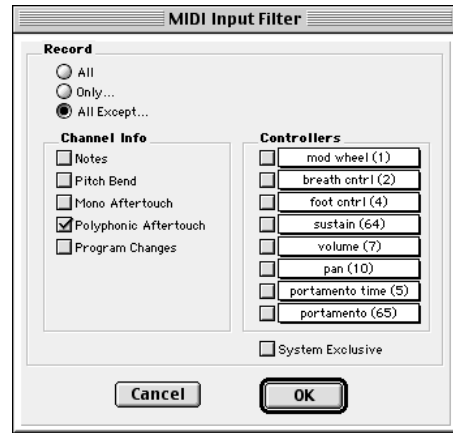 MIDI Input Filter
Record
All
Only...
All Except...
Channel Info
Notes
Pitch Bend
Mono Aftertouch
Polyphonic Aftertouch
Program Changes
Controllers
mod wheel (1)
breath cntrl (2)
foot cntrl (4)
sustain (64)
volume (7)
pan (10)
portamento time (5)
portamento (65)
System Exclusive
Cancel
OK